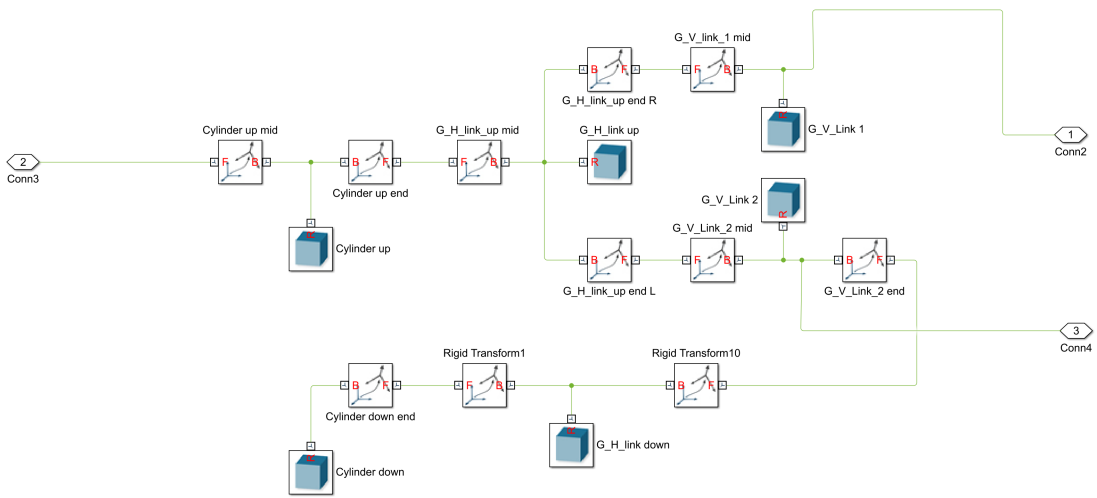 G_V_link_1 mid
B F
F B
G_H_link_up end R
G_V_Link 1
R
1
Conn2
Cylinder up mid
G_H_link_up mid
G_H_link up
2
Conn3
F B
B F
F B
R
Cylinder up end
R
Cylinder up
G_V_Link 2
R
G_V_Link_2 mid
B F
F B
B F
G_H_link_up end L
G_V_Link_2 end
3
Conn4
Rigid Transform1
Rigid Transform10
B F
F B
B F
Cylinder down end
R
G_H_link down
R
Cylinder down